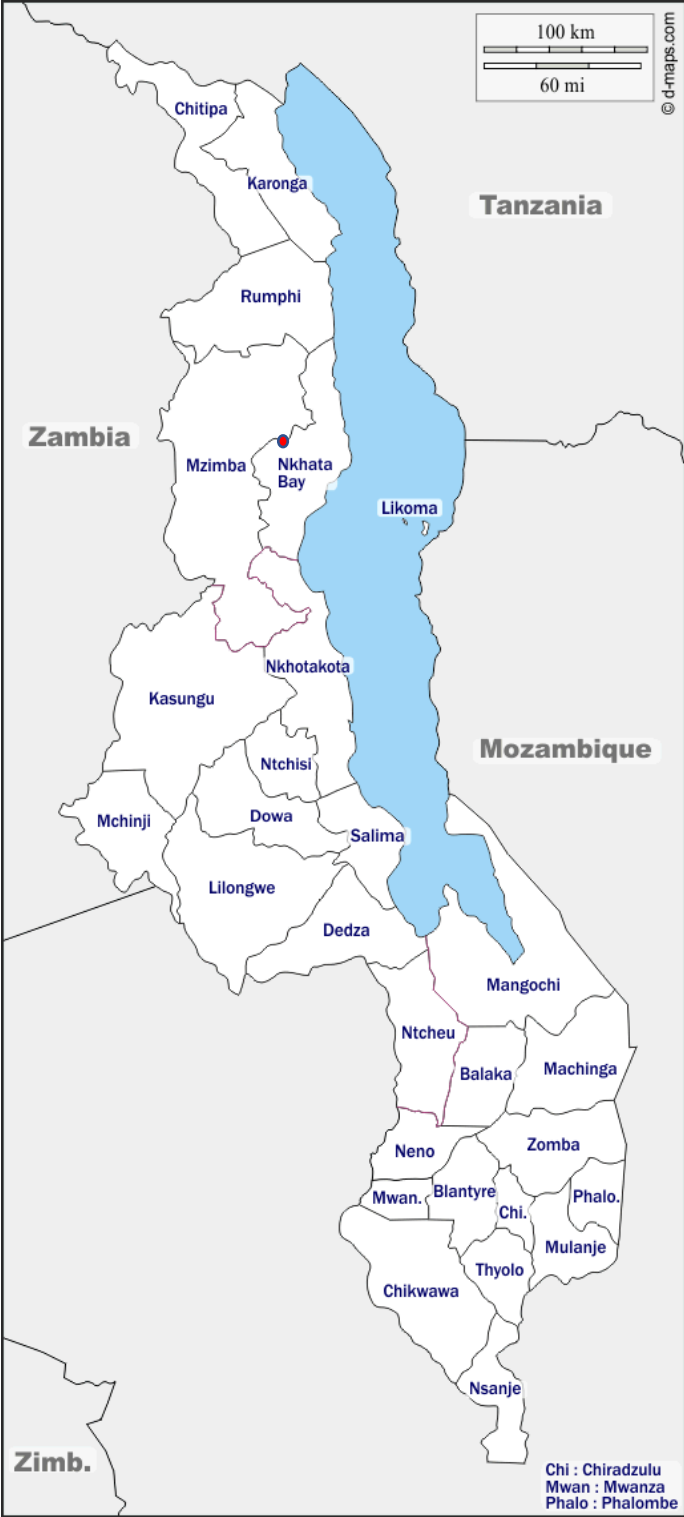 100 km
60 mi
© d-maps.com
Chitipa
Karonga
Tanzania
Rumphi
Zambia
Mzimba
Nkhata
Bay
Likoma
Nkhotakota
Kasungu
Mozambique
Ntchisi
Mchinji
Dowa
Salima
Lilongwe
Dedza
Mangochi
Ntcheu
Balaka
Machinga
Neno
Zomba
Mwan.
Blantyre
Chi.
Phalo.
Mulanje
Thyolo
Chikwawa
Nsanje
Zimb.
Chi : Chiradzulu
Mwan : Mwanza
Phalo : Phalombe